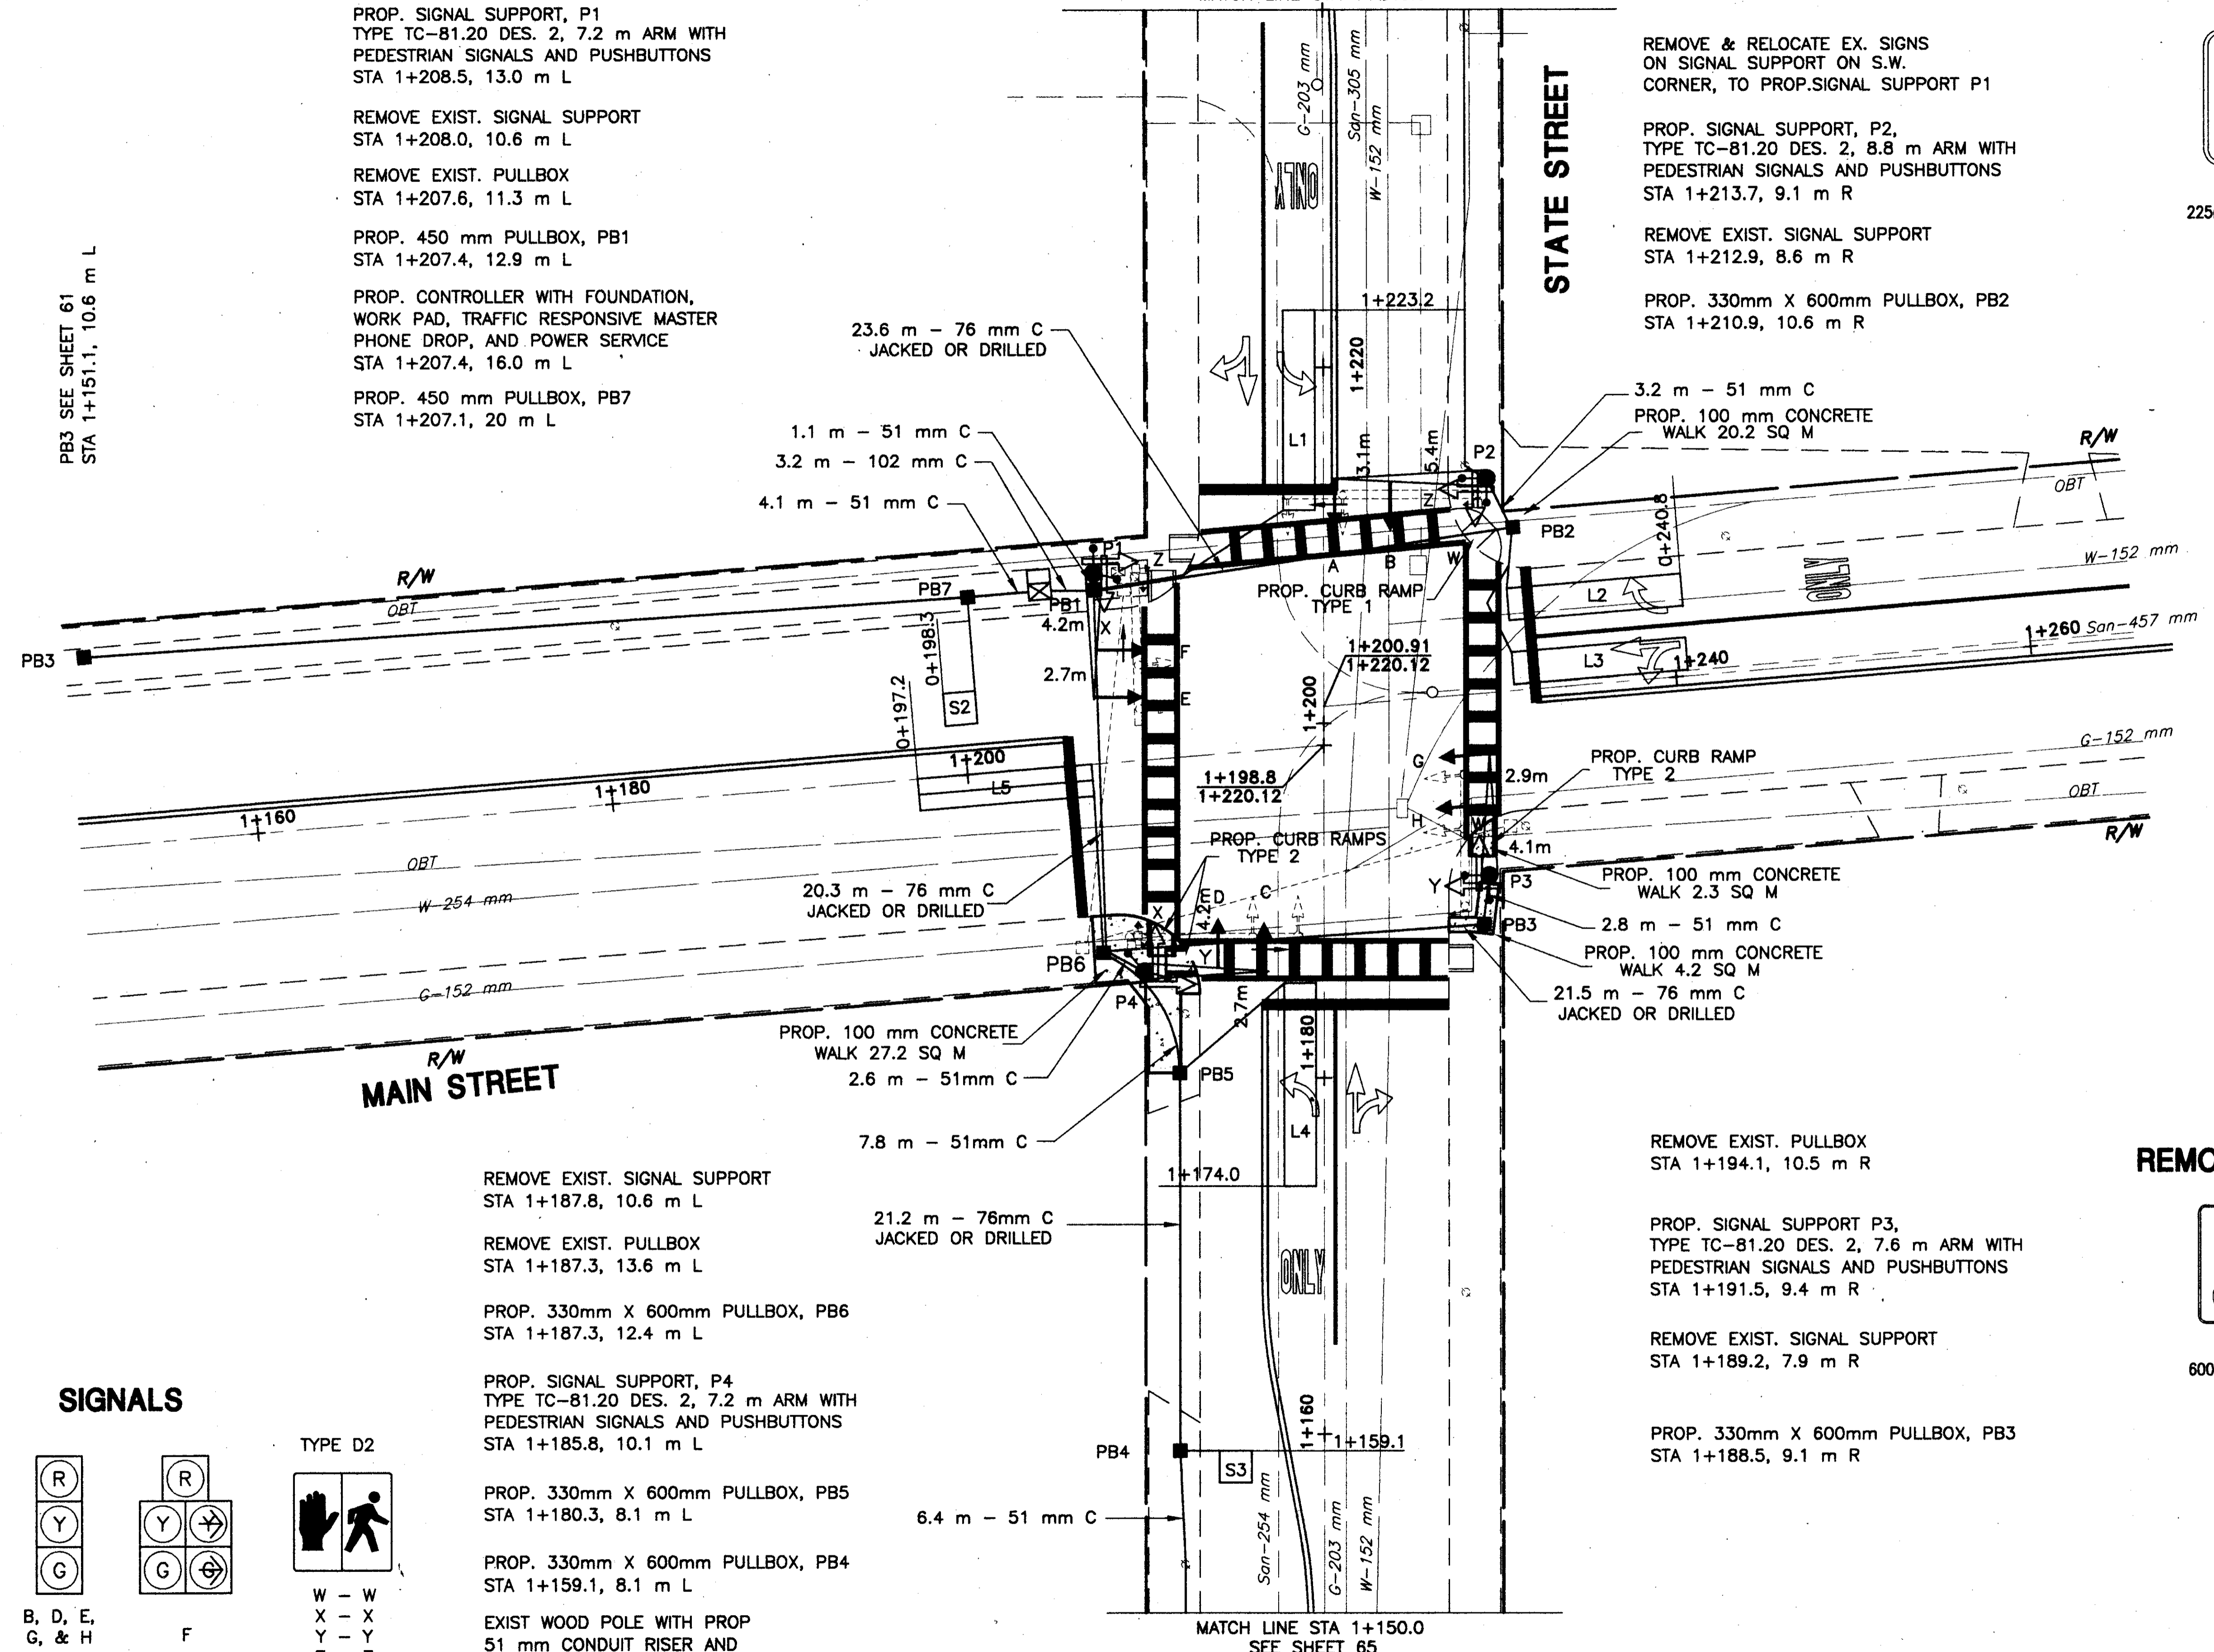 PROP. SIGNAL SUPPORT, P1
TYPE TC-81.20 DES. 2, 7.2 m ARM WITH
PEDESTRIAN SIGNALS AND PUSHBUTTONS
STA 1+208.5, 13.0 m L
REMOVE EXIST. SIGNAL SUPPORT
STA 1+208.0, 10.6 m L
REMOVE EXIST. PULLBOX
STA 1+207.6, 11.3 m L
PROP. 450 mm PULLBOX, PB1
STA 1+207.4, 12.9 m L
PROP. CONTROLLER WITH FOUNDATION,
WORK PAD, TRAFFIC RESPONSIVE MASTER
PHONE DROP, AND POWER SERVICE
STA 1+207.4, 16.0 m L
PROP. 450 mm PULLBOX, PB7
STA 1+207.1, 20 m L
PB3 SEE SHEET 61
STA 1+151.1, 10.6 m L
REMOVE & RELOCATE EX. SIGNS
ON SIGNAL SUPPORT ON S.W.
CORNER, TO PROP.SIGNAL SUPPORT P1
PROP. SIGNAL SUPPORT, P2,
TYPE TC-81.20 DES. 2, 8.8 m ARM WITH
PEDESTRIAN SIGNALS AND PUSHBUTTONS
STA 1+213.7, 9.1 m R
REMOVE EXIST. SIGNAL SUPPORT
STA 1+212.9, 8.6 m R
PROP. 330mm X 600mm PULLBOX, PB2
STA 1+210.9, 10.6 m R
STATE STREET
G-203 mm
San-305 mm
W-152 mm
ONLY
1+223.2
1+220
L1
3.1m
5.4m
P2
23.6 m - 76 mm C
JACKED OR DRILLED
1.1 m - 51 mm C
3.2 m - 102 mm C
4.1 m - 51 mm C
3.2 m - 51 mm C
PROP. 100 mm CONCRETE
WALK 20.2 SQ M
R/W
OBT
W-152 mm
PB2
0+240.8
ONLY
L2
L3
1+240
1+260
San-457 mm
G-152 mm
OBT
R/W
R/W
OBT
PB3
PB7
PB1
P1
Z
Z
A
B
W
4.2m
X
F
2.7m
E
0+198.3
S2
0+197.2
1+200
L5
1+180
1+160
PROP. CURB RAMP
TYPE 1
1+200.91
1+220.12
1+200
1+198.8
1+220.12
G
H
2.9m
W
4.1m
PROP. CURB RAMP
TYPE 2
PROP. CURB RAMPS
TYPE 2
OBT
W-254 mm
G-152 mm
R/W
MAIN STREET
20.3 m - 76 mm C
JACKED OR DRILLED
X
4.2
E
D
C
Y
Y
P3
PB3
PROP. 100 mm CONCRETE
WALK 2.3 SQ M
2.8 m - 51 mm C
PROP. 100 mm CONCRETE
WALK 4.2 SQ M
21.5 m - 76 mm C
JACKED OR DRILLED
PB6
P4
2.7m
PROP. 100 mm CONCRETE
WALK 27.2 SQ M
2.6 m - 51mm C
PB5
1+180
7.8 m - 51mm C
L4
1+174.0
21.2 m - 76mm C
JACKED OR DRILLED
ONLY
1+160
1+159.1
PB4
S3
6.4 m - 51 mm C
San-254 mm
G-203 mm
W-152 mm
MATCH LINE STA 1+150.0
SEE SHEET 65
REMOVE EXIST. SIGNAL SUPPORT
STA 1+187.8, 10.6 m L
REMOVE EXIST. PULLBOX
STA 1+187.3, 13.6 m L
PROP. 330mm X 600mm PULLBOX, PB6
STA 1+187.3, 12.4 m L
PROP. SIGNAL SUPPORT, P4
TYPE TC-81.20 DES. 2, 7.2 m ARM WITH
PEDESTRIAN SIGNALS AND PUSHBUTTONS
STA 1+185.8, 10.1 m L
PROP. 330mm X 600mm PULLBOX, PB5
STA 1+180.3, 8.1 m L
PROP. 330mm X 600mm PULLBOX, PB4
STA 1+159.1, 8.1 m L
EXIST WOOD POLE WITH PROP
51 mm CONDUIT RISER AND
REMOVE EXIST. PULLBOX
STA 1+194.1, 10.5 m R
PROP. SIGNAL SUPPORT P3,
TYPE TC-81.20 DES. 2, 7.6 m ARM WITH
PEDESTRIAN SIGNALS AND PUSHBUTTONS
STA 1+191.5, 9.4 m R
REMOVE EXIST. SIGNAL SUPPORT
STA 1+189.2, 7.9 m R
PROP. 330mm X 600mm PULLBOX, PB3
STA 1+188.5, 9.1 m R
225
REMO
600
SIGNALS
R
Y
G
B, D, E,
G, & H
R
Y Y
G G
F
TYPE D2
W - W
X - X
Y - Y